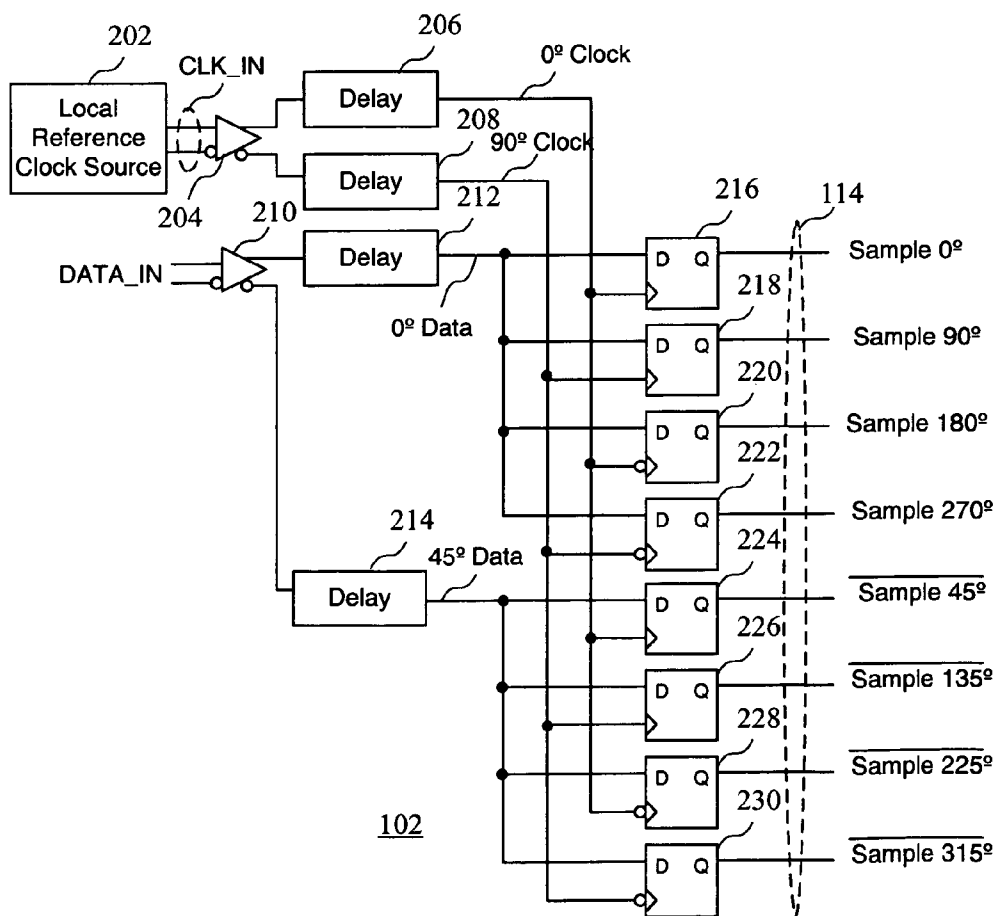 202
206
CLK_IN
0º Clock
Local
Reference
Clock Source
Delay
208
90º Clock
204
Delay
212
210
216
114
DATA_IN
Delay
D Q
Sample 0º
0º Data
218
D Q
Sample 90º
220
D Q
Sample 180º
222
D Q
Sample 270º
214
224
Delay
45º Data
D Q
Sample 45º
226
D Q
Sample 135º
228
D Q
Sample 225º
102
230
D Q
Sample 315º